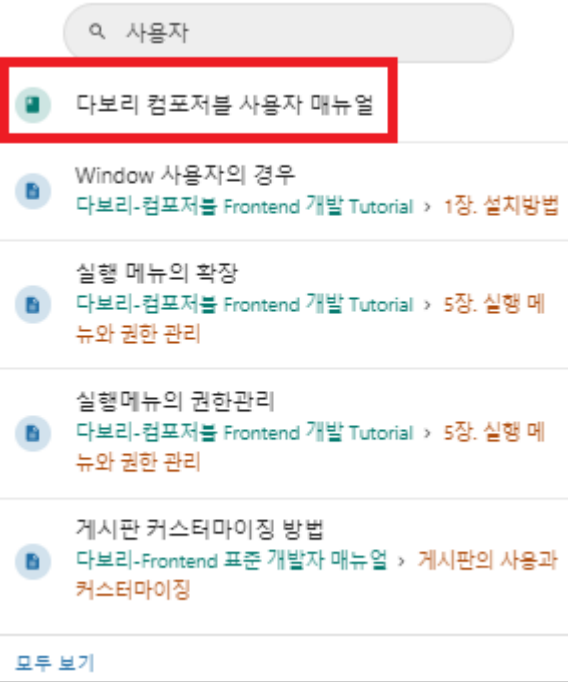 사용자
다보리 컴포저블 사용자 매뉴얼
Window 사용자의 경우
다보리-컴포저블 Frontend 개발 Tutorial › 1장. 설치방법
실행 메뉴의 확장
다보리-컴포저블 Frontend 개발 Tutorial › 5장. 실행 메
뉴와 권한 관리
실행메뉴의 권한관리
다보리-컴포저블 Frontend 개발 Tutorial › 5장. 실행 메
뉴와 권한 관리
게시판 커스터마이징 방법
다보리-Frontend 표준 개발자 매뉴얼 › 게시판의 사용과
커스터마이징
모두 보기